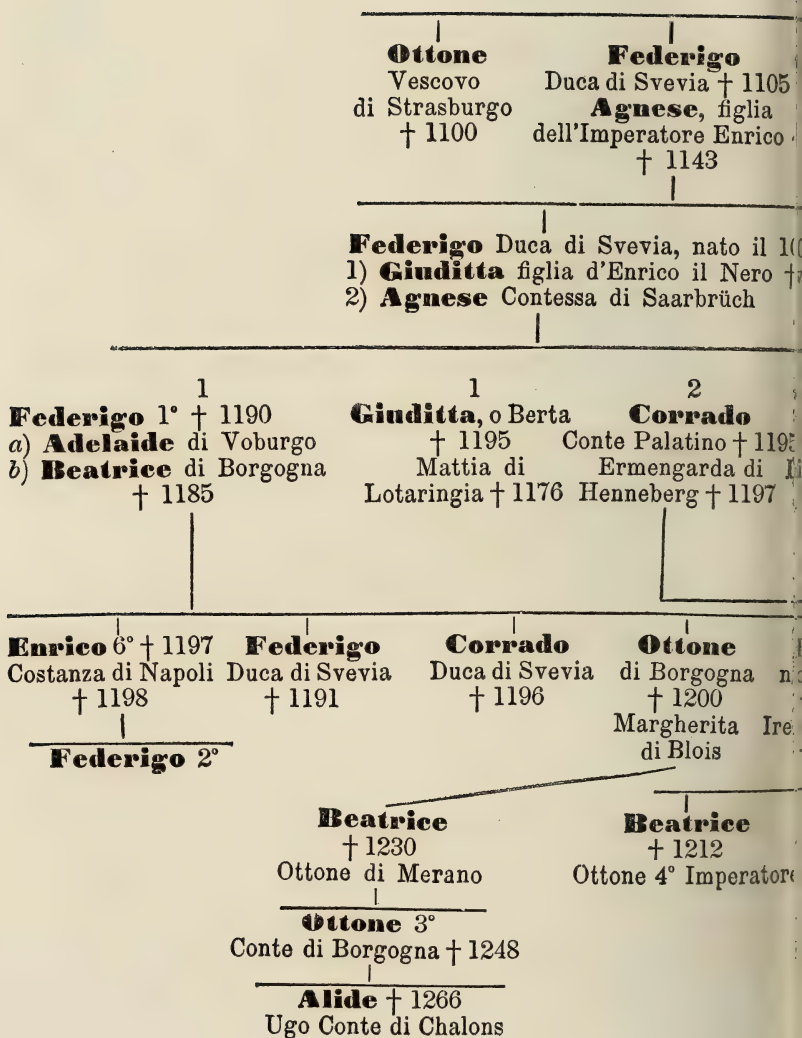 Ottone
Vescovo
di Strasburgo
† 1100
Federigo
Duca di Svevia † 1105
Agnese, figlia
dell'Imperatore Enrico
† 1143
Federigo Duca di Svevia, nato il
1) Giuditta figlia d'Enrico il Nero †
2) Agnese Contessa di Saarbrüch
1
Federigo 1° † 1190
a) Adelaide di Voburgo
b) Beatrice di Borgogna
† 1185
1
Giuditta, o Berta
† 1195
Mattia di
Lotaringia † 1176
2
Corrado
Conte Palatino †
Ermengarda di
Henneberg † 1197
Enrico 6° † 1197
Costanza di Napoli
† 1198
Federigo
Duca di Svevia
† 1191
Corrado
Duca di Svevia
† 1196
Ottone
di Borgogna
† 1200
Margherita
di Blois
Federigo 2°
Beatrice
† 1230
Ottone di Merano
Beatrice
† 1212
Ottone 4° Imperatore
Ottone 3°
Conte di Borgogna † 1248
Alide † 1266
Ugo Conte di Chalons